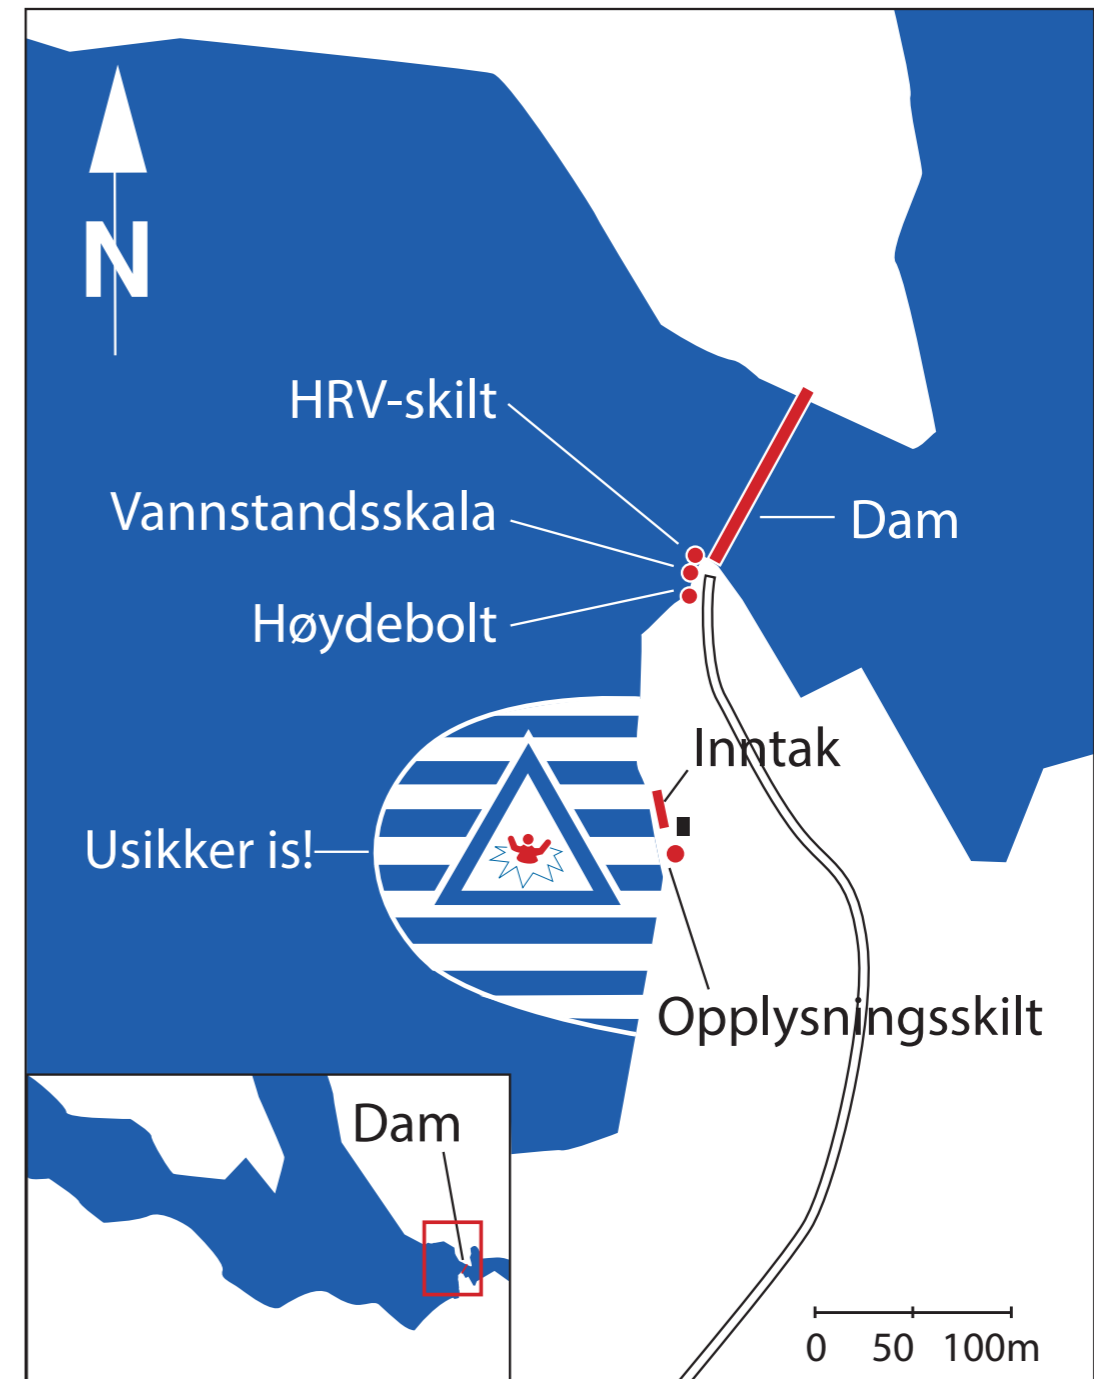 N
HRV-skilt
Vannstandsskala
Dam
Høydebolt
Inntak
Usikker is!
Opplysningsskilt
Dam
0 50 100m